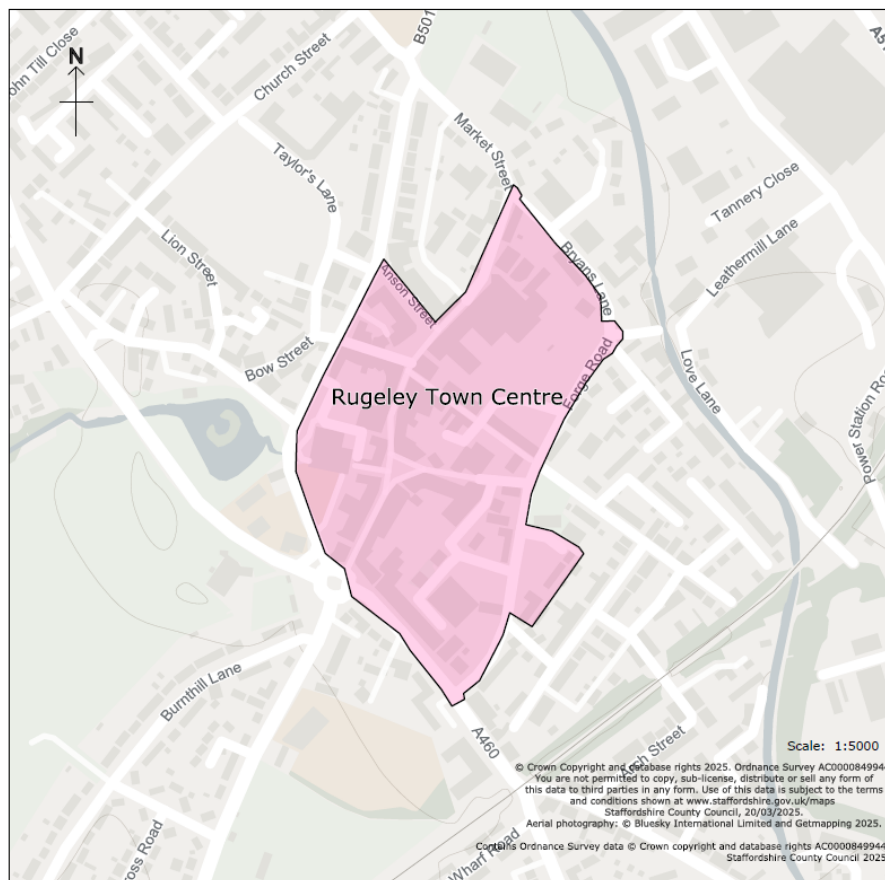 ohn Till Close
N
Church Street
B501
A5
Market Street
Taylor's Lane
Tannery Close
Lion Street
Bryans Lane
Leathermill Lane
Anson Street
Bow Street
Forge Road
Love Lane
Rugeley Town Centre
Power Station Ro
Burnthill Lane
A460
Arch Street
Wharf Road
oss Road
Scale: 1:5000
© Crown Copyright and database rights 2025. Ordnance Survey AC0000849944
You are not permitted to copy, sub-license, distribute or sell any form of
this data to third parties in any form. Use of this data is subject to the terms
and conditions shown at www.staffordshire.gov.uk/maps
Staffordshire County Council, 20/03/2025.
Aerial photography: © Bluesky International Limited and Getmapping 2025.
Contains Ordnance Survey data © Crown copyright and database rights AC0000849944
Staffordshire County Council 2025